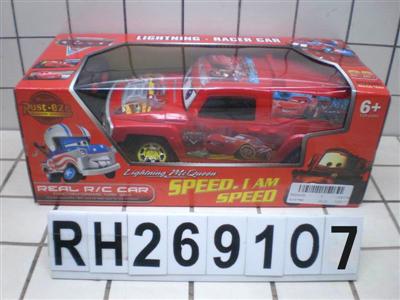 LIGHTNING - RACER CAR
Rust-eze
6+
Lightning McQueen
SPEED. I AM
SPEED
REAL R/C CAR
RH269107